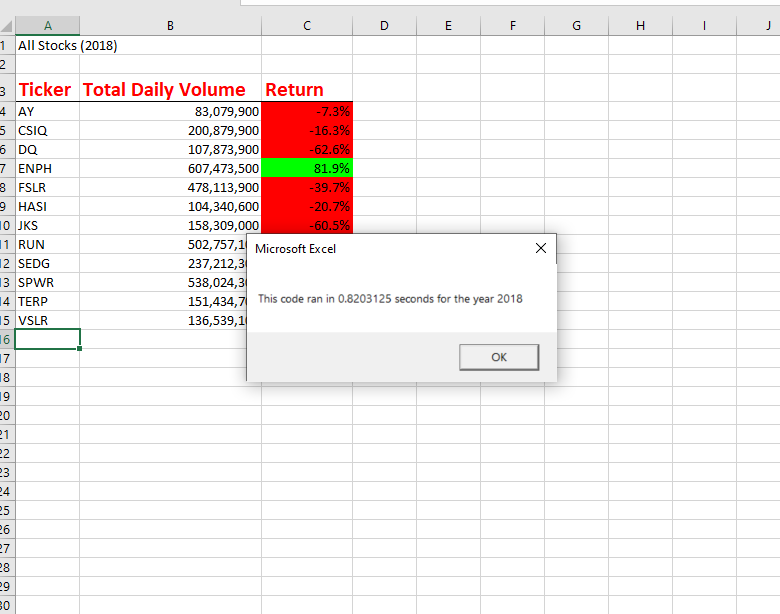 A B C D E F G H I J
1 All Stocks (2018)
2
3 Ticker Total Daily Volume Return
4 AY 83,079,900 -7.3%
5 CSIQ 200,879,900 -16.3%
6 DQ 107,873,900 -62.6%
7 ENPH 607,473,500 81.9%
8 FSLR 478,113,900 -39.7%
9 HASI 104,340,600 -20.7%
10 JKS 158,309,000 -60.5%
11 RUN 502,757,1
12 SEDG 237,212,3
13 SPWR 538,024,3
14 TERP 151,434,7
15 VSLR 136,539,1
16
17
18
19
20
21
22
23
24
25
26
27
28
29
30
Microsoft Excel
This code ran in 0.8203125 seconds for the year 2018
OK